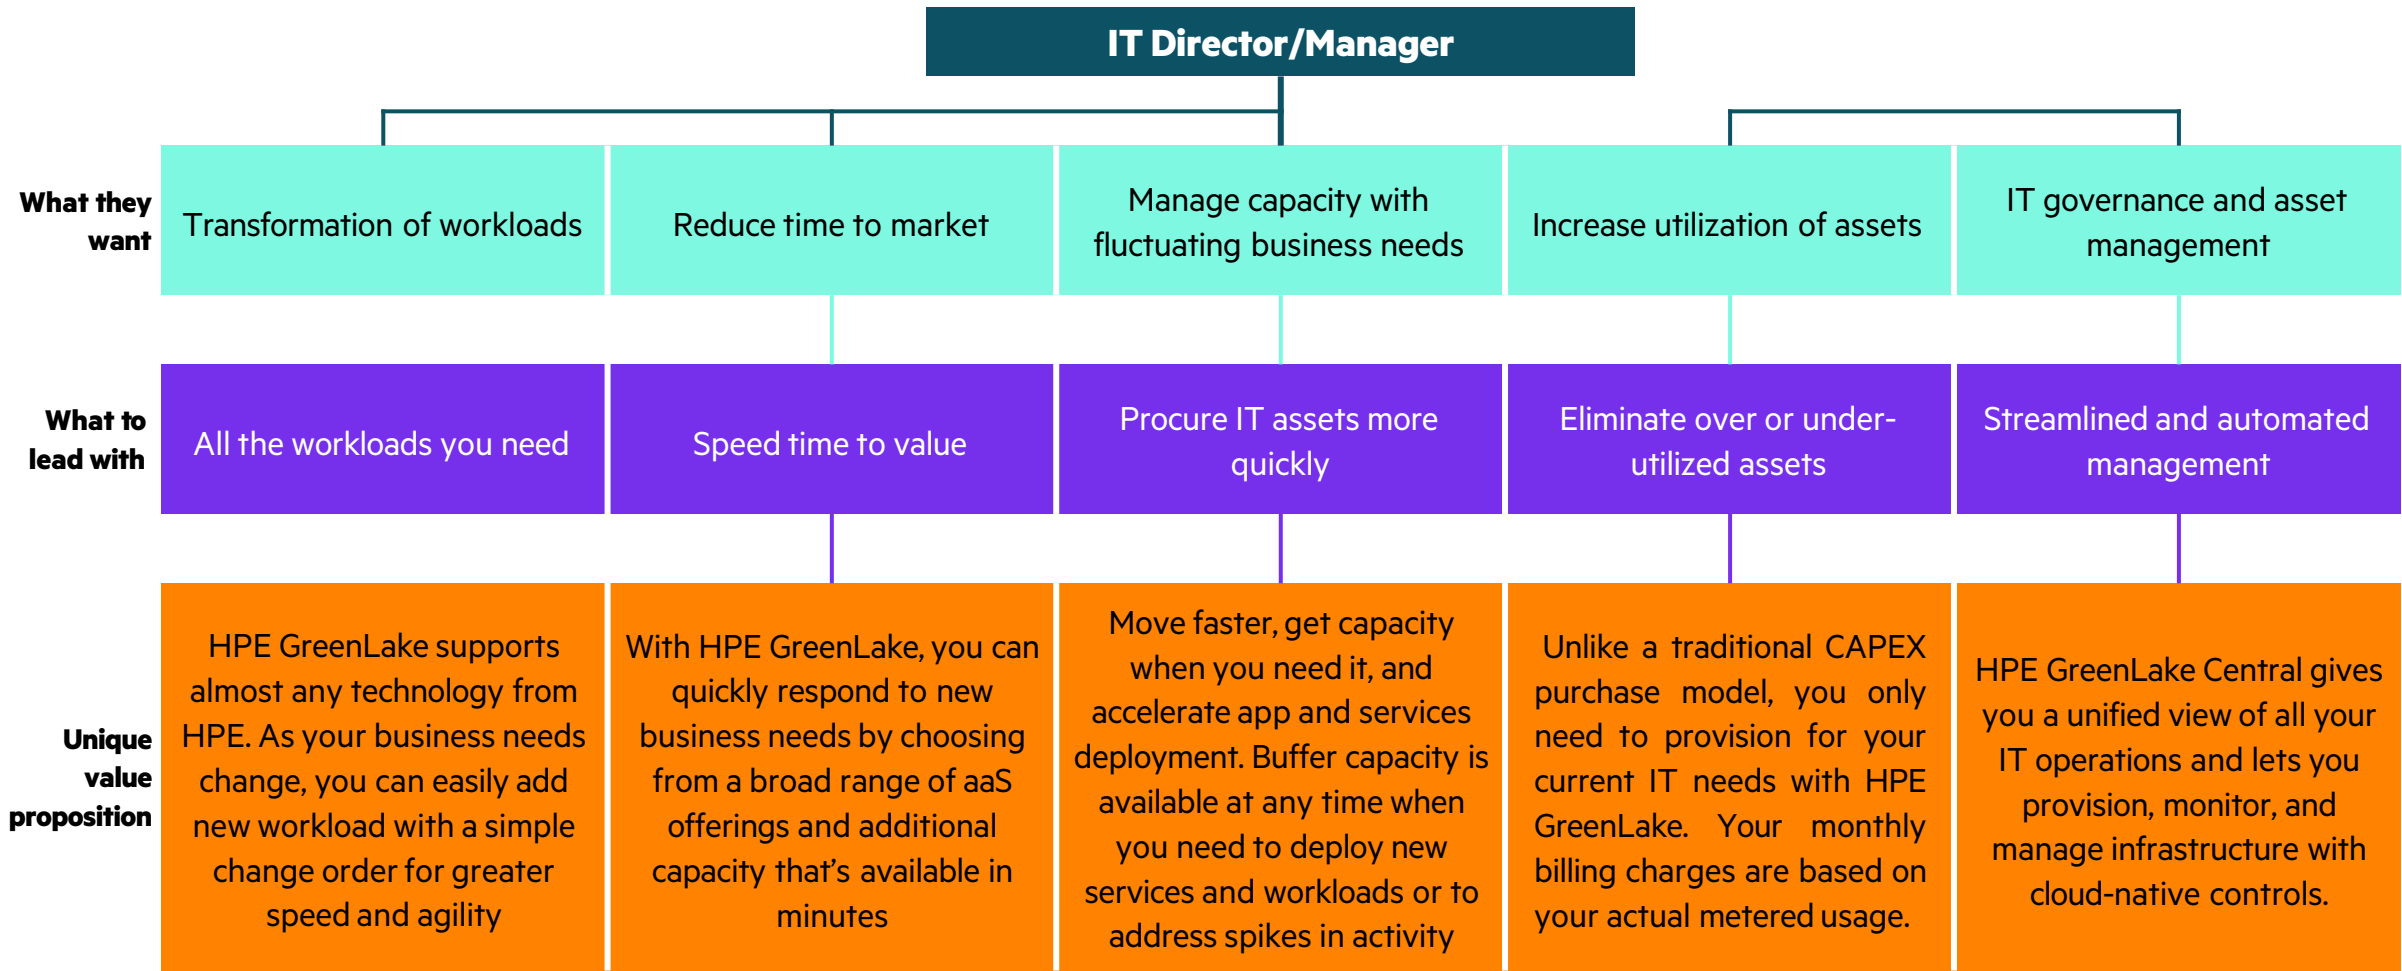 IT Director/Manager
What they
want
Transformation of workloads
Reduce time to market
Manage capacity with
fluctuating business needs
Increase utilization of assets
IT governance and asset
management
What to
lead with
All the workloads you need
Speed time to value
Procure IT assets more
quickly
Eliminate over or under-
utilized assets
Streamlined and automated
management
Unique
value
proposition
HPE GreenLake supports
almost any technology from
HPE. As your business needs
change, you can easily add
new workload with a simple
change order for greater
speed and agility
With HPE GreenLake, you can
quickly respond to new
business needs by choosing
from a broad range of aaS
offerings and additional
capacity that’s available in
minutes
Move faster, get capacity
when you need it, and
accelerate app and services
deployment. Buffer capacity is
available at any time when
you need to deploy new
services and workloads or to
address spikes in activity
Unlike a traditional CAPEX
purchase model, you only
need to provision for your
current IT needs with HPE
GreenLake. Your monthly
billing charges are based on
your actual metered usage.
HPE GreenLake Central gives
you a unified view of all your
IT operations and lets you
provision, monitor, and
manage infrastructure with
cloud-native controls.